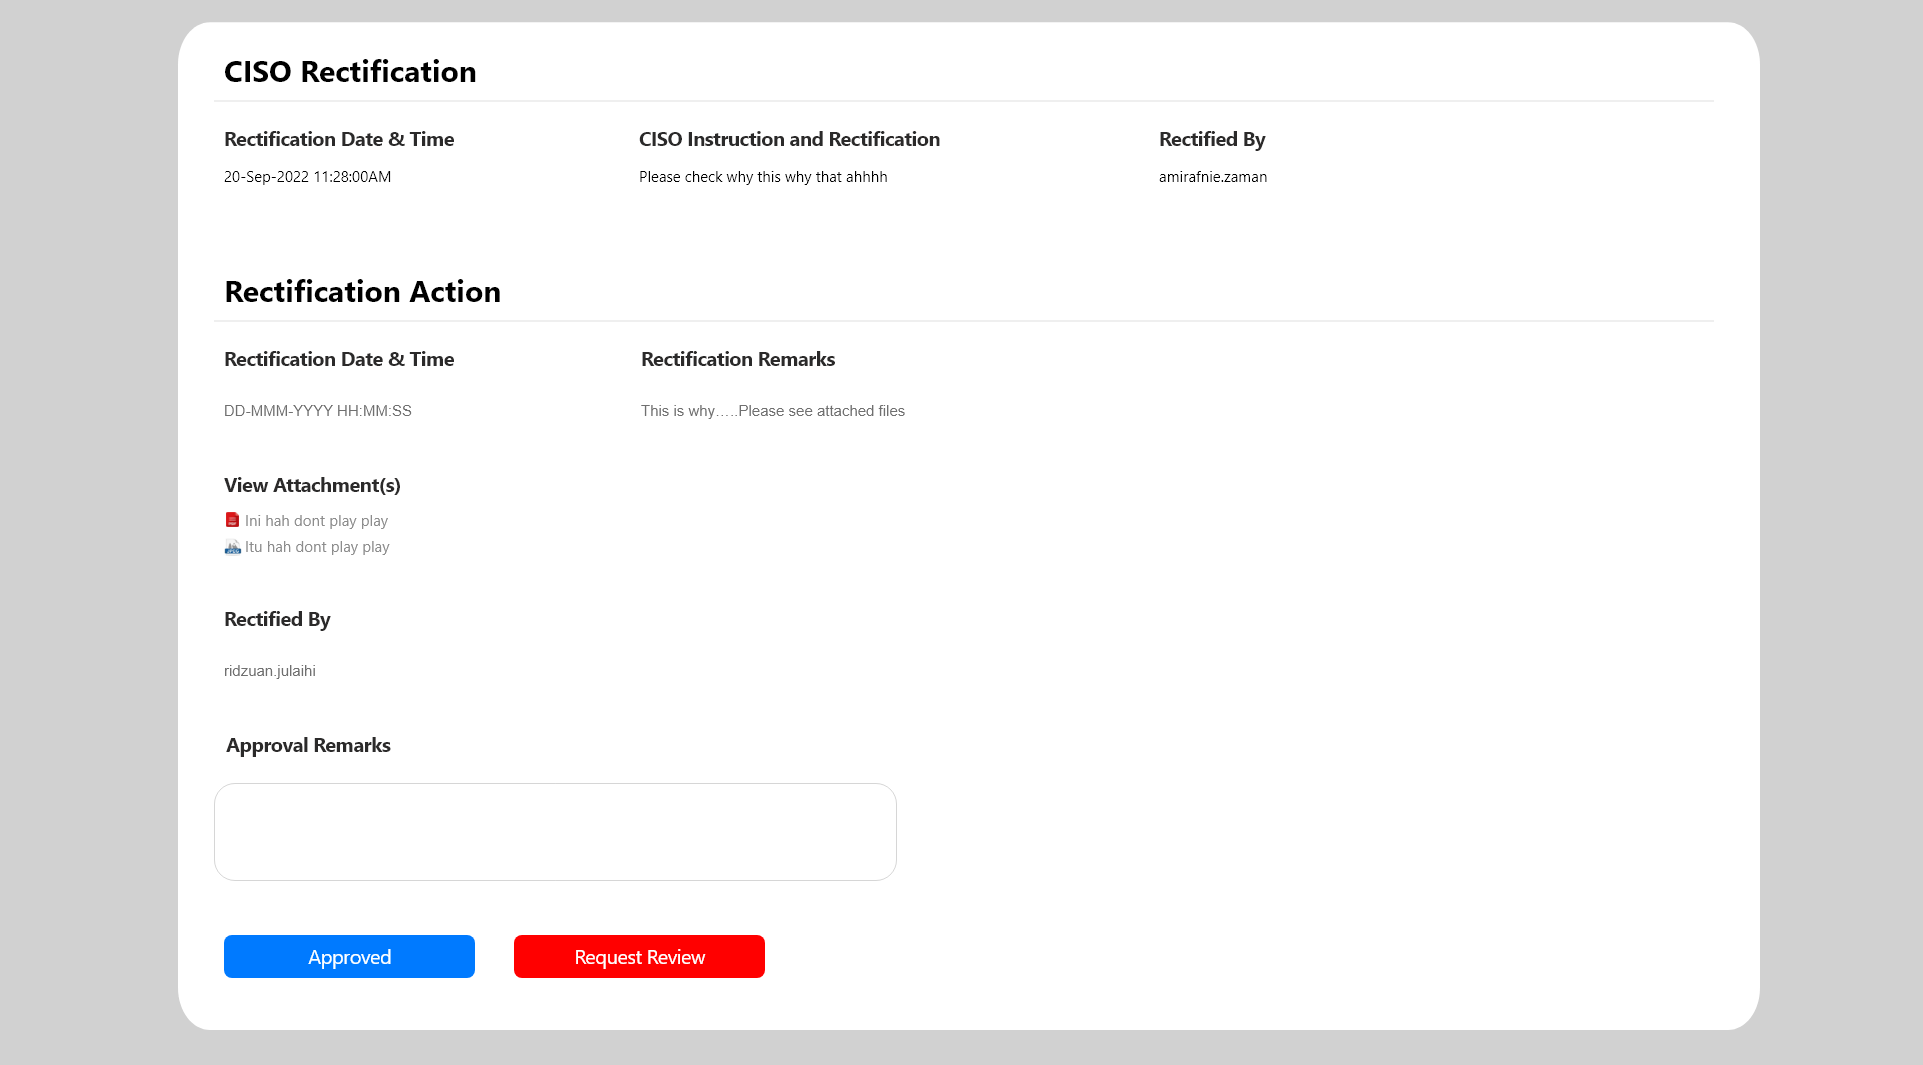 CISO Rectification
Rectification Date & Time
CISO Instruction and Rectification
Rectified By
20-Sep-2022 11:28:00AM
Please check why this why that ahhhh
amirafnie.zaman
Rectification Action
Rectification Date & Time
Rectification Remarks
DD-MMM-YYYY HH:MM:SS
This is why.....Please see attached files
View Attachment(s)
Ini hah dont play play
Itu hah dont play play
Rectified By
ridzuan.julaihi
Approval Remarks
Approved
Request Review